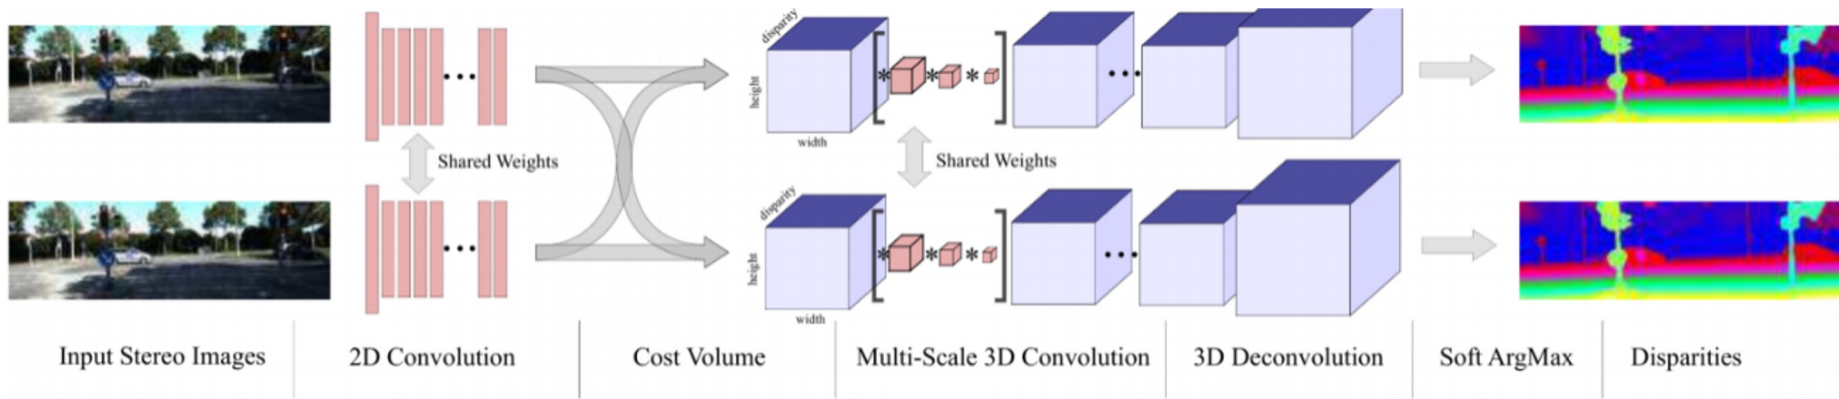 disparity
height
width
Shared Weights
Shared Weights
disparity
height
width
Input Stereo Images
2D Convolution
Cost Volume
Multi-Scale 3D Convolution
3D Deconvolution
Soft ArgMax
Disparities